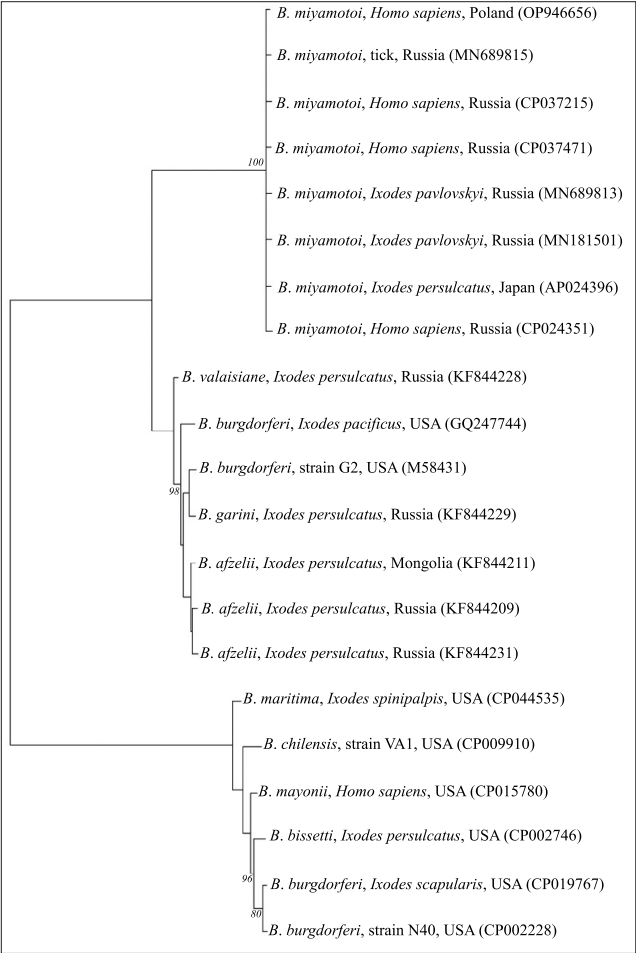 B. miyamotoi, Homo sapiens, Poland (OP946656)
B. miyamotoi, tick, Russia (MN689815)
B. miyamotoi, Homo sapiens, Russia (CP037215)
B. miyamotoi, Homo sapiens, Russia (CP037471)
100
B. miyamotoi, Ixodes pavlovskyi, Russia (MN689813)
B. miyamotoi, Ixodes pavlovskyi, Russia (MN181501)
B. miyamotoi, Ixodes persulcatus, Japan (AP024396)
B. miyamotoi, Homo sapiens, Russia (CP024351)
B. valaisiane, Ixodes persulcatus, Russia (KF844228)
B. burgdorferi, Ixodes pacificus, USA (GQ247744)
B. burgdorferi, strain G2, USA (M58431)
98
B. garini, Ixodes persulcatus, Russia (KF844229)
B. afzelii, Ixodes persulcatus, Mongolia (KF844211)
B. afzelii, Ixodes persulcatus, Russia (KF844209)
B. afzelii, Ixodes persulcatus, Russia (KF844231)
B. maritima, Ixodes spinipalpis, USA (CP044535)
B. chilensis, strain VA1, USA (CP009910)
B. mayonii, Homo sapiens, USA (CP015780)
B. bissetti, Ixodes persulcatus, USA (CP002746)
96
B. burgdorferi, Ixodes scapularis, USA (CP019767)
80
B. burgdorferi, strain N40, USA (CP002228)